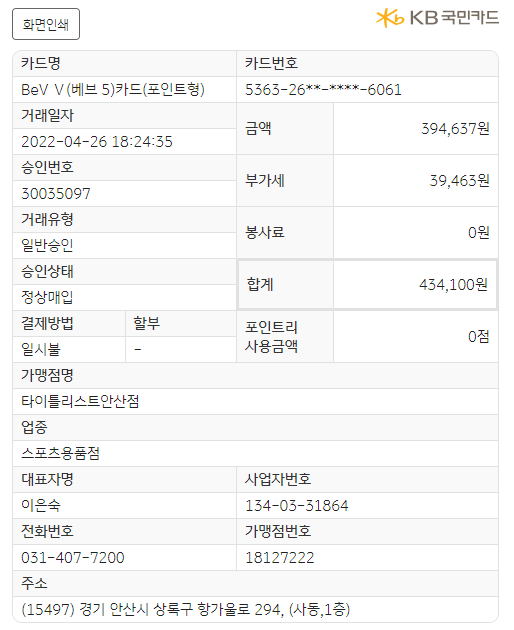 화면인쇄
KB 국민카드
카드명
카드번호
BeV Ⅴ(베브 5)카드(포인트형)
5363-26**-****-6061
거래일자
2022-04-26 18:24:35
금액
394,637원
승인번호
30035097
부가세
39,463원
거래유형
일반승인
봉사료
0원
승인상태
정상매입
합계
434,100원
결제방법
할부
일시불
-
포인트리
사용금액
0점
가맹점명
타이틀리스트안산점
업종
스포츠용품점
대표자명
사업자번호
이은숙
134-03-31864
전화번호
가맹점번호
031-407-7200
18127222
주소
(15497) 경기 안산시 상록구 항가울로 294, (사동,1층)